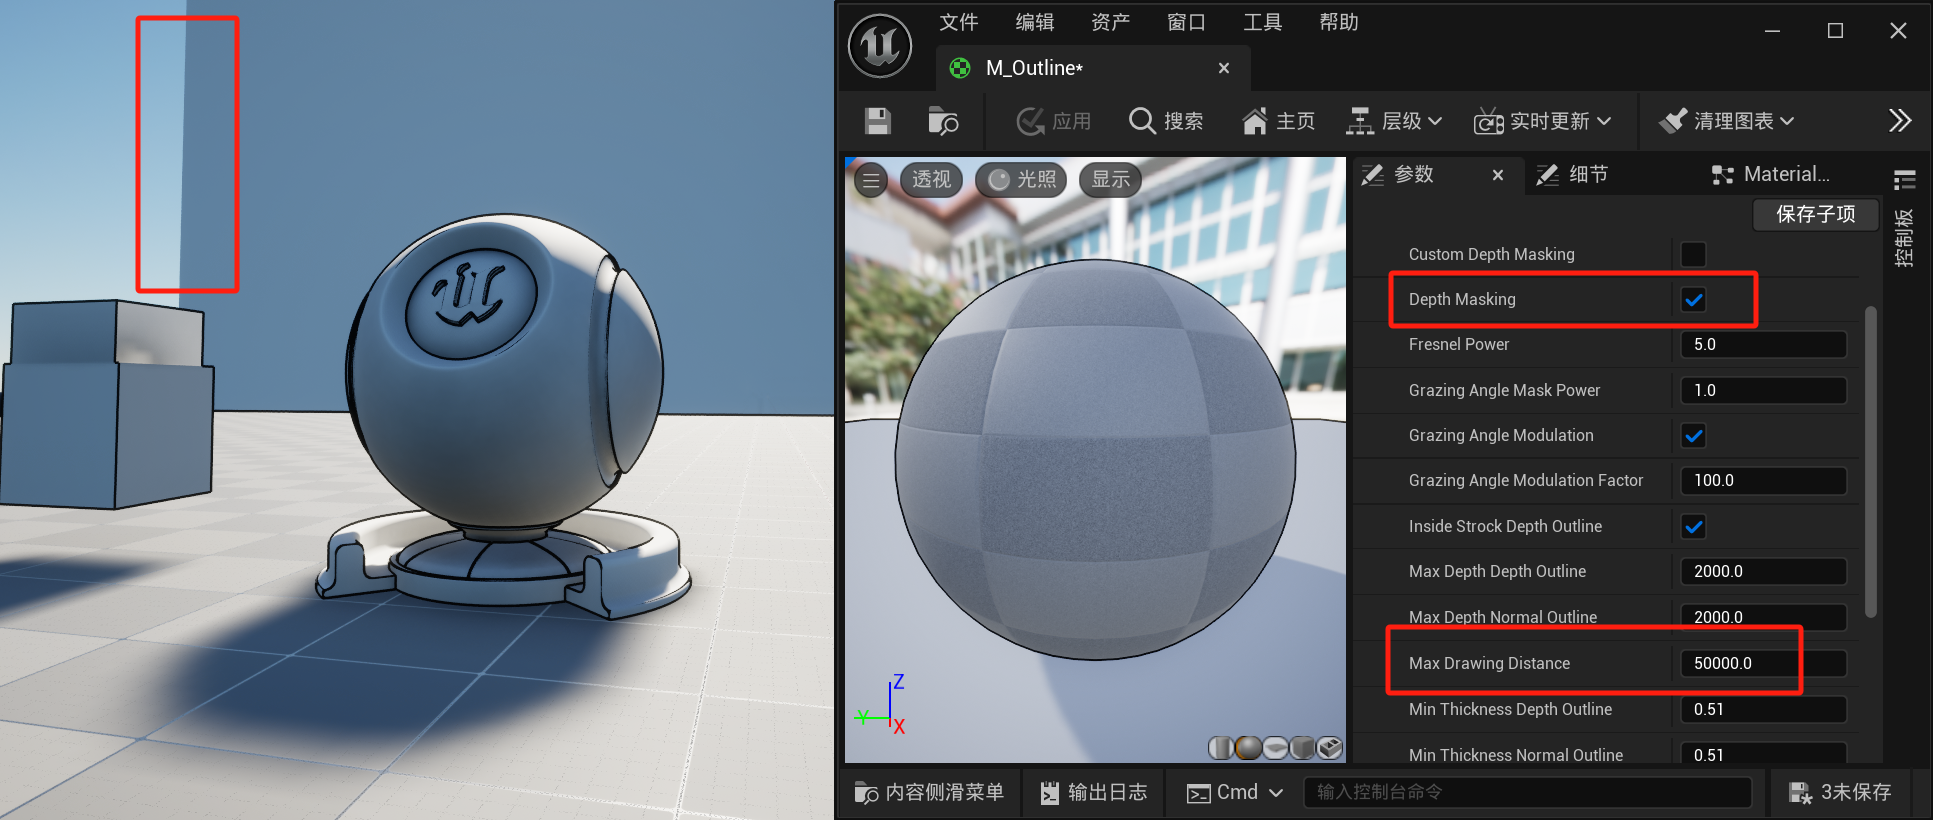 文件 编辑 资产 窗口 工具 帮助
M_Outline*
应用 搜索 主页 层级 实时更新 清理图表
透视 光照 显示
参数 细节 Material...
保存子项
控制板
Custom Depth Masking
Depth Masking
Fresnel Power 5.0
Grazing Angle Mask Power 1.0
Grazing Angle Modulation
Grazing Angle Modulation Factor 100.0
Inside Strock Depth Outline
Max Depth Depth Outline 2000.0
Max Depth Normal Outline 2000.0
Max Drawing Distance 50000.0
Min Thickness Depth Outline 0.51
Min Thickness Normal Outline 0.51
Z
Y
X
内容侧滑菜单 输出日志 Cmd 输入控制台命令 3未保存